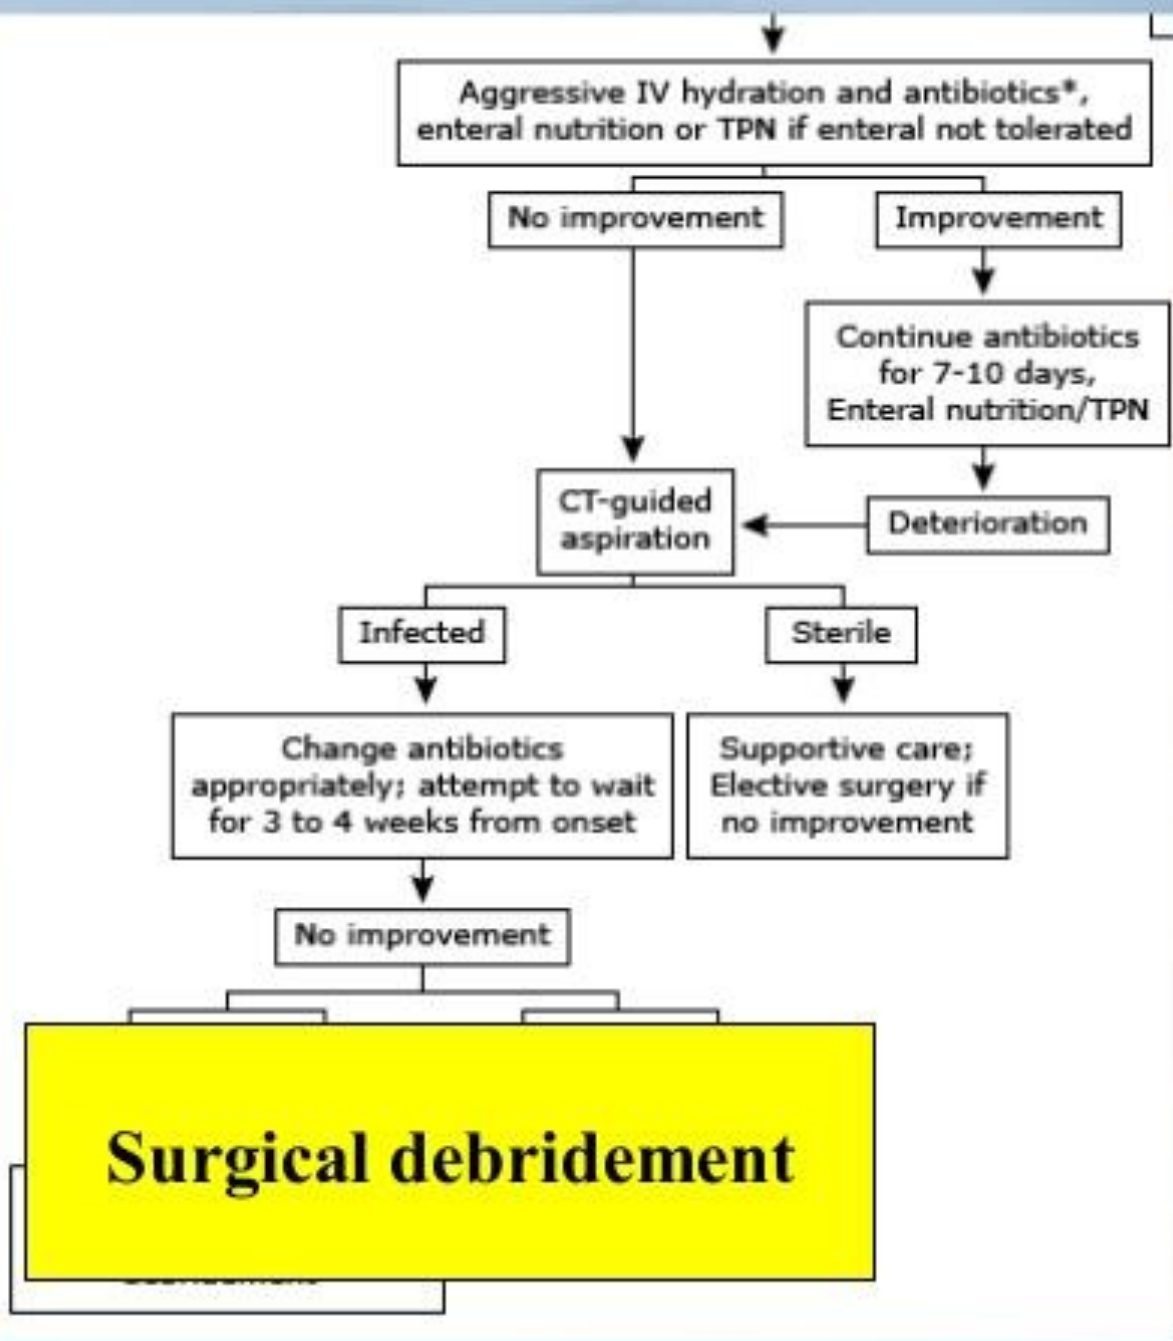 Aggressive IV hydration and antibiotics*,
enteral nutrition or TPN if enteral not tolerated
No improvement
Improvement
Continue antibiotics
for 7-10 days,
Enteral nutrition/TPN
CT-guided
aspiration
Deterioration
Infected
Sterile
Change antibiotics
appropriately; attempt to wait
for 3 to 4 weeks from onset
Supportive care;
Elective surgery if
no improvement
No improvement
Surgical debridement